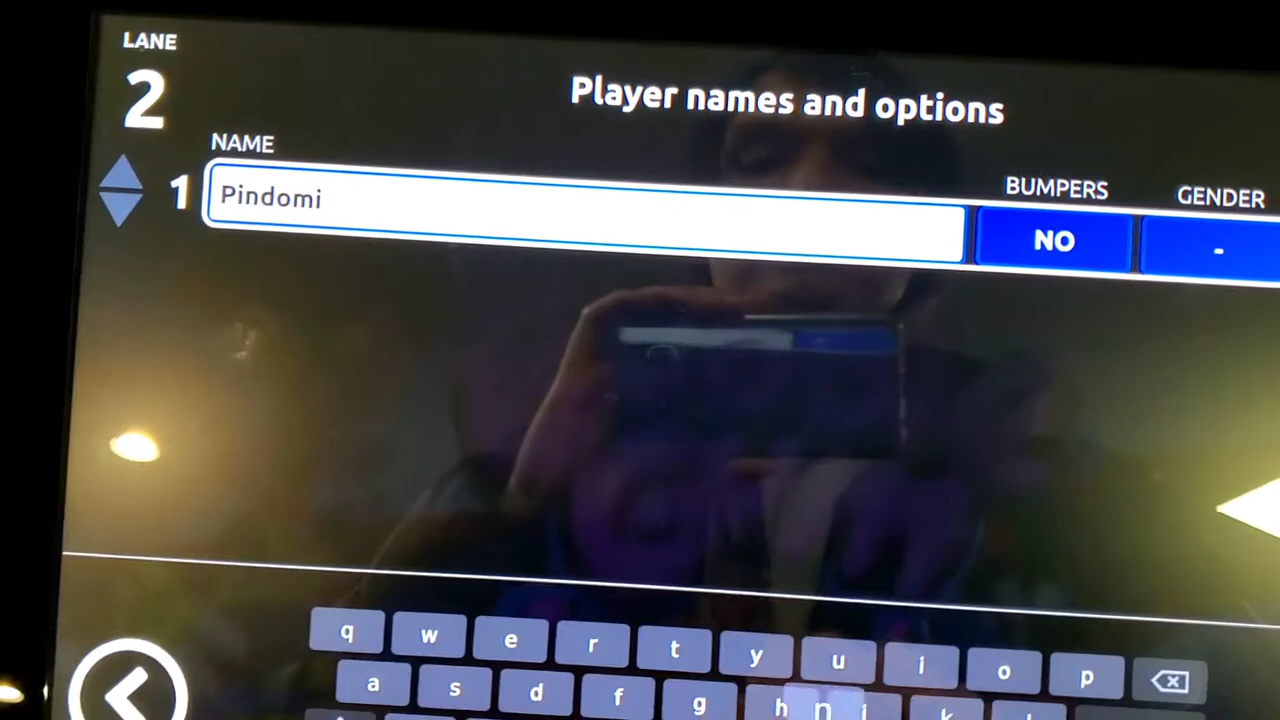 LANE
2
Player names and options
NAME
BUMPERS
GENDER
1
Pindomi
NO
-
q w e r t y u i o p
a s d f g h n j k